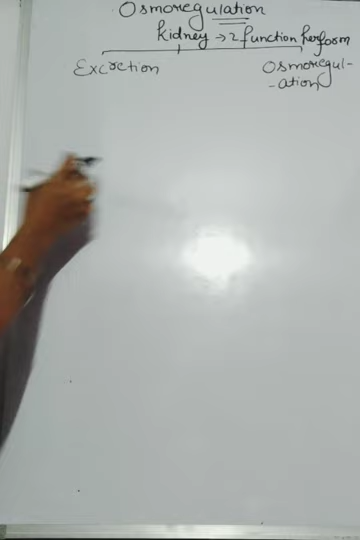 Osmoregulation
kidney → 2 function perform
Excretion
Osmoregul-
-ation